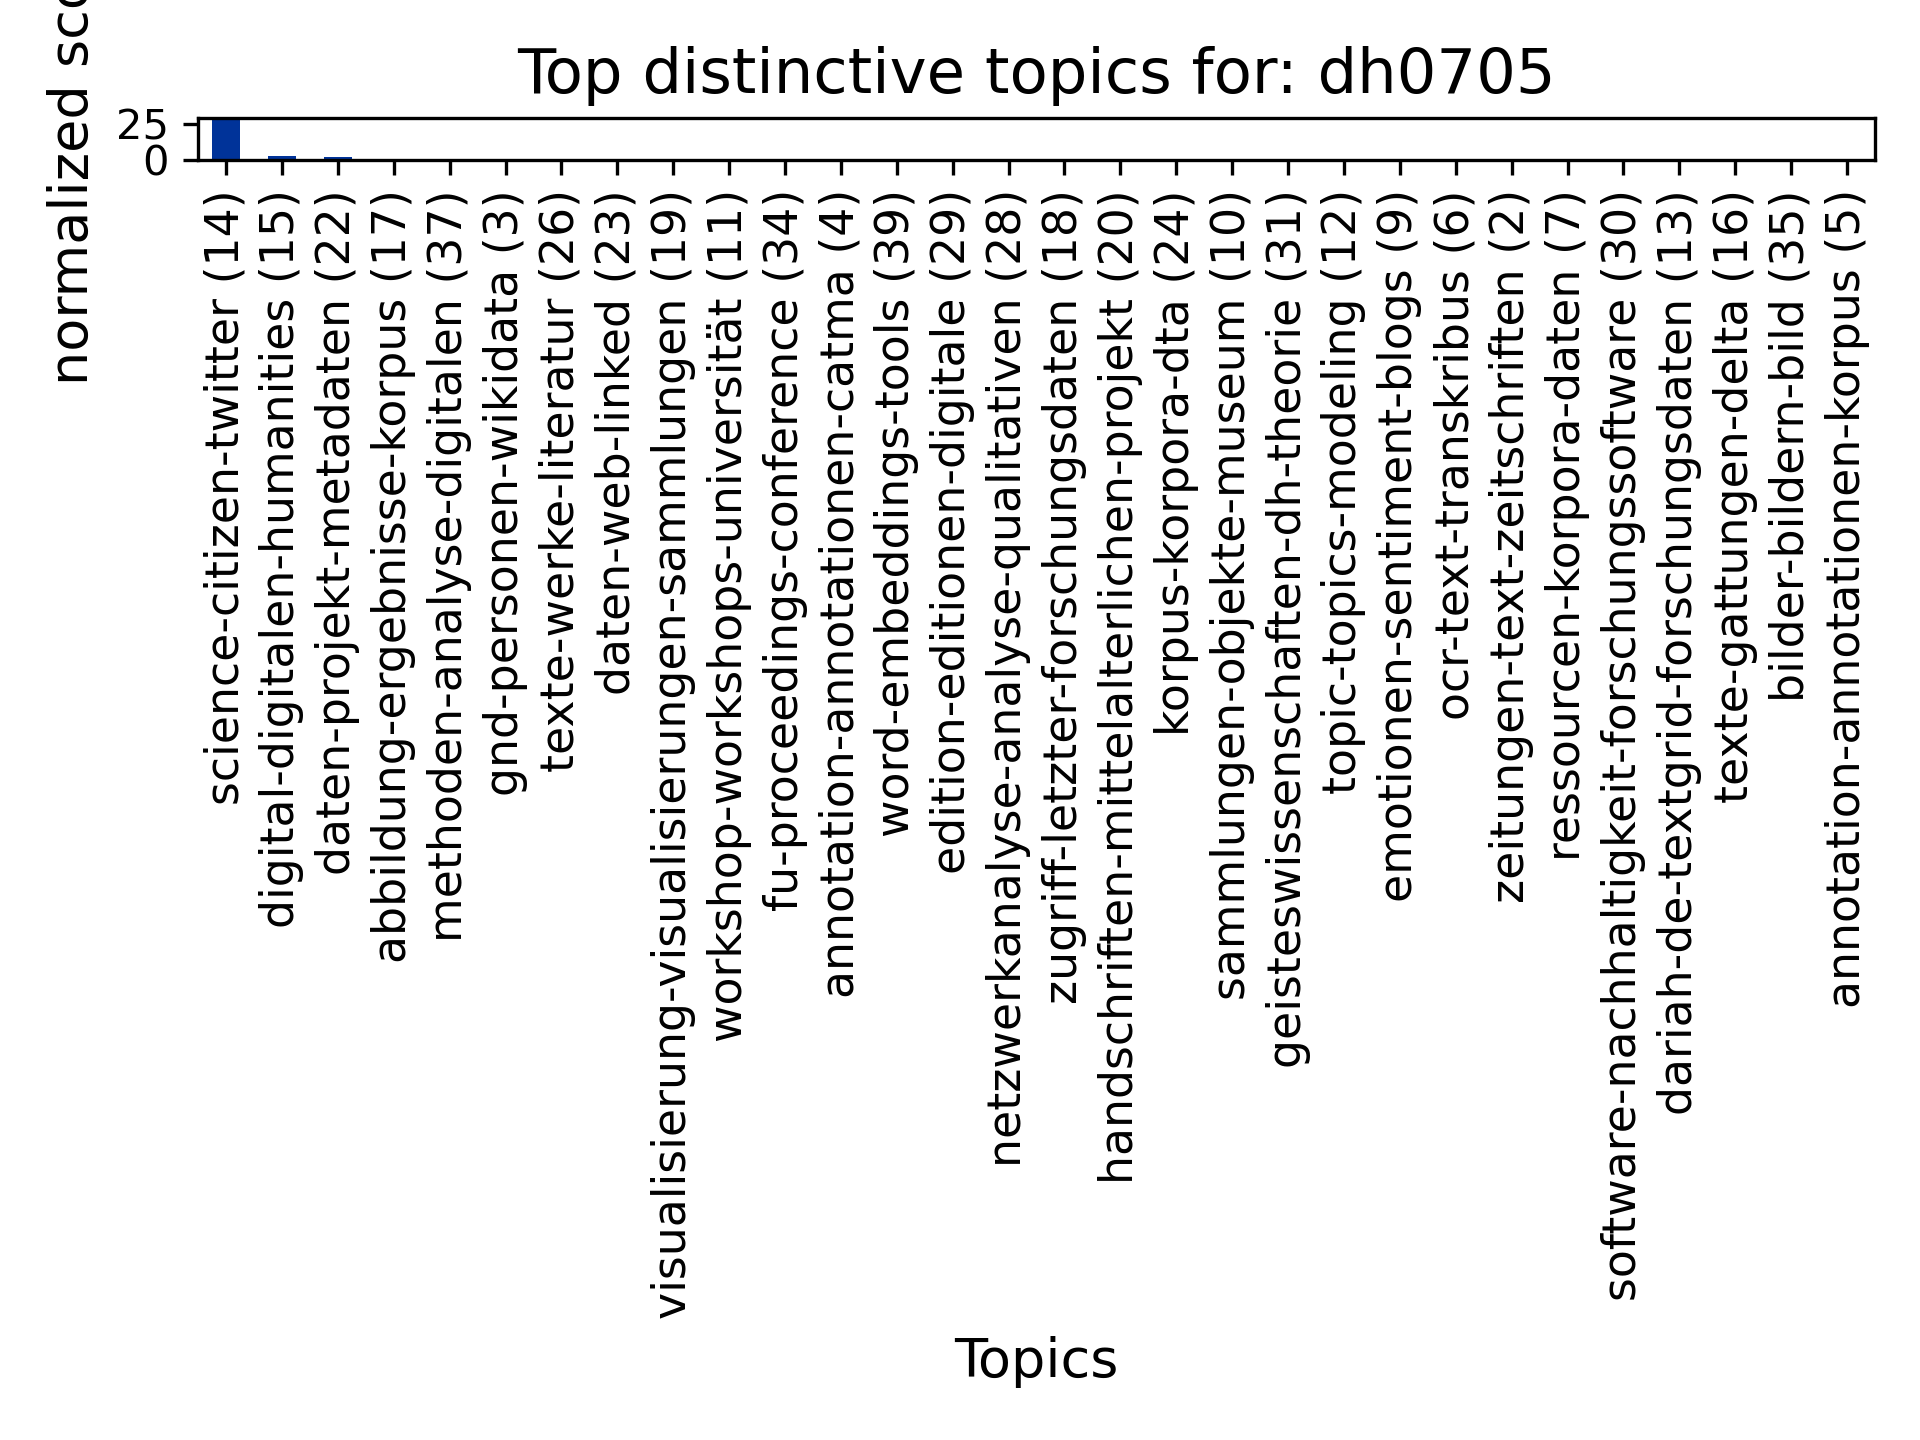 Top distinctive topics for: dh0705
normalized sco
25
0
science-citizen-twitter (14)
digital-digitalen-humanities (15)
daten-projekt-metadaten (22)
abbildung-ergebnisse-korpus (17)
methoden-analyse-digitalen (37)
gnd-personen-wikidata (3)
texte-werke-literatur (26)
daten-web-linked (23)
visualisierung-visualisierungen-sammlungen (19)
workshop-workshops-universität (11)
fu-proceedings-conference (34)
annotation-annotationen-catma (4)
word-embeddings-tools (39)
edition-editionen-digitale (29)
netzwerkanalyse-analyse-qualitativen (28)
zugriff-letzter-forschungsdaten (18)
handschriften-mittelalterlichen-projekt (20)
korpus-korpora-dta (24)
sammlungen-objekte-museum (10)
geisteswissenschaften-dh-theorie (31)
topic-topics-modeling (12)
emotionen-sentiment-blogs (9)
ocr-text-transkribus (6)
zeitungen-text-zeitschriften (2)
ressourcen-korpora-daten (7)
software-nachhaltigkeit-forschungssoftware (30)
dariah-de-textgrid-forschungsdaten (13)
texte-gattungen-delta (16)
bilder-bildern-bild (35)
annotation-annotationen-korpus (5)
Topics